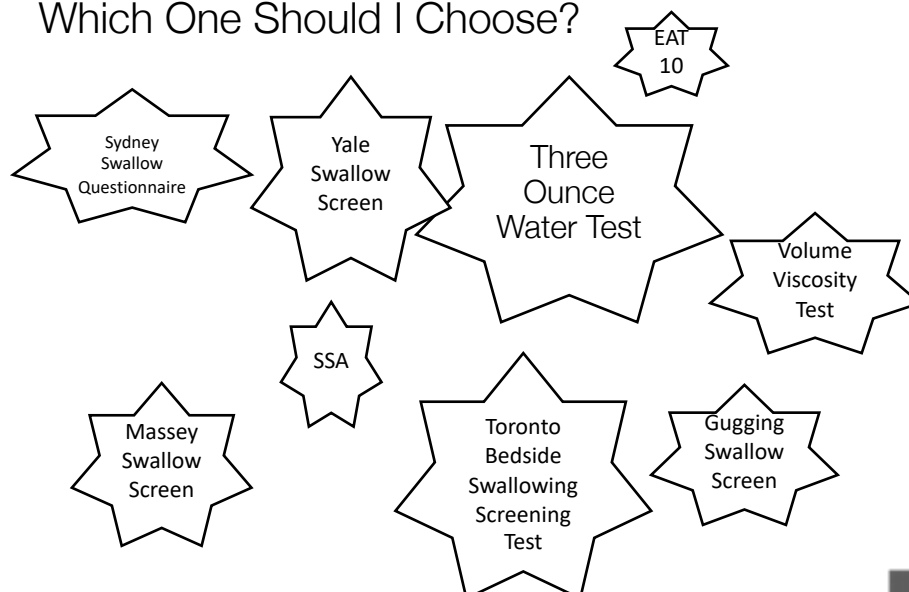 Which One Should I Choose?
EAT
10
Sydney
Swallow
Questionnaire
Yale
Swallow
Screen
Three
Ounce
Water Test
Volume
Viscosity
Test
SSA
Massey
Swallow
Screen
Toronto
Bedside
Swallowing
Screening
Test
Gugging
Swallow
Screen